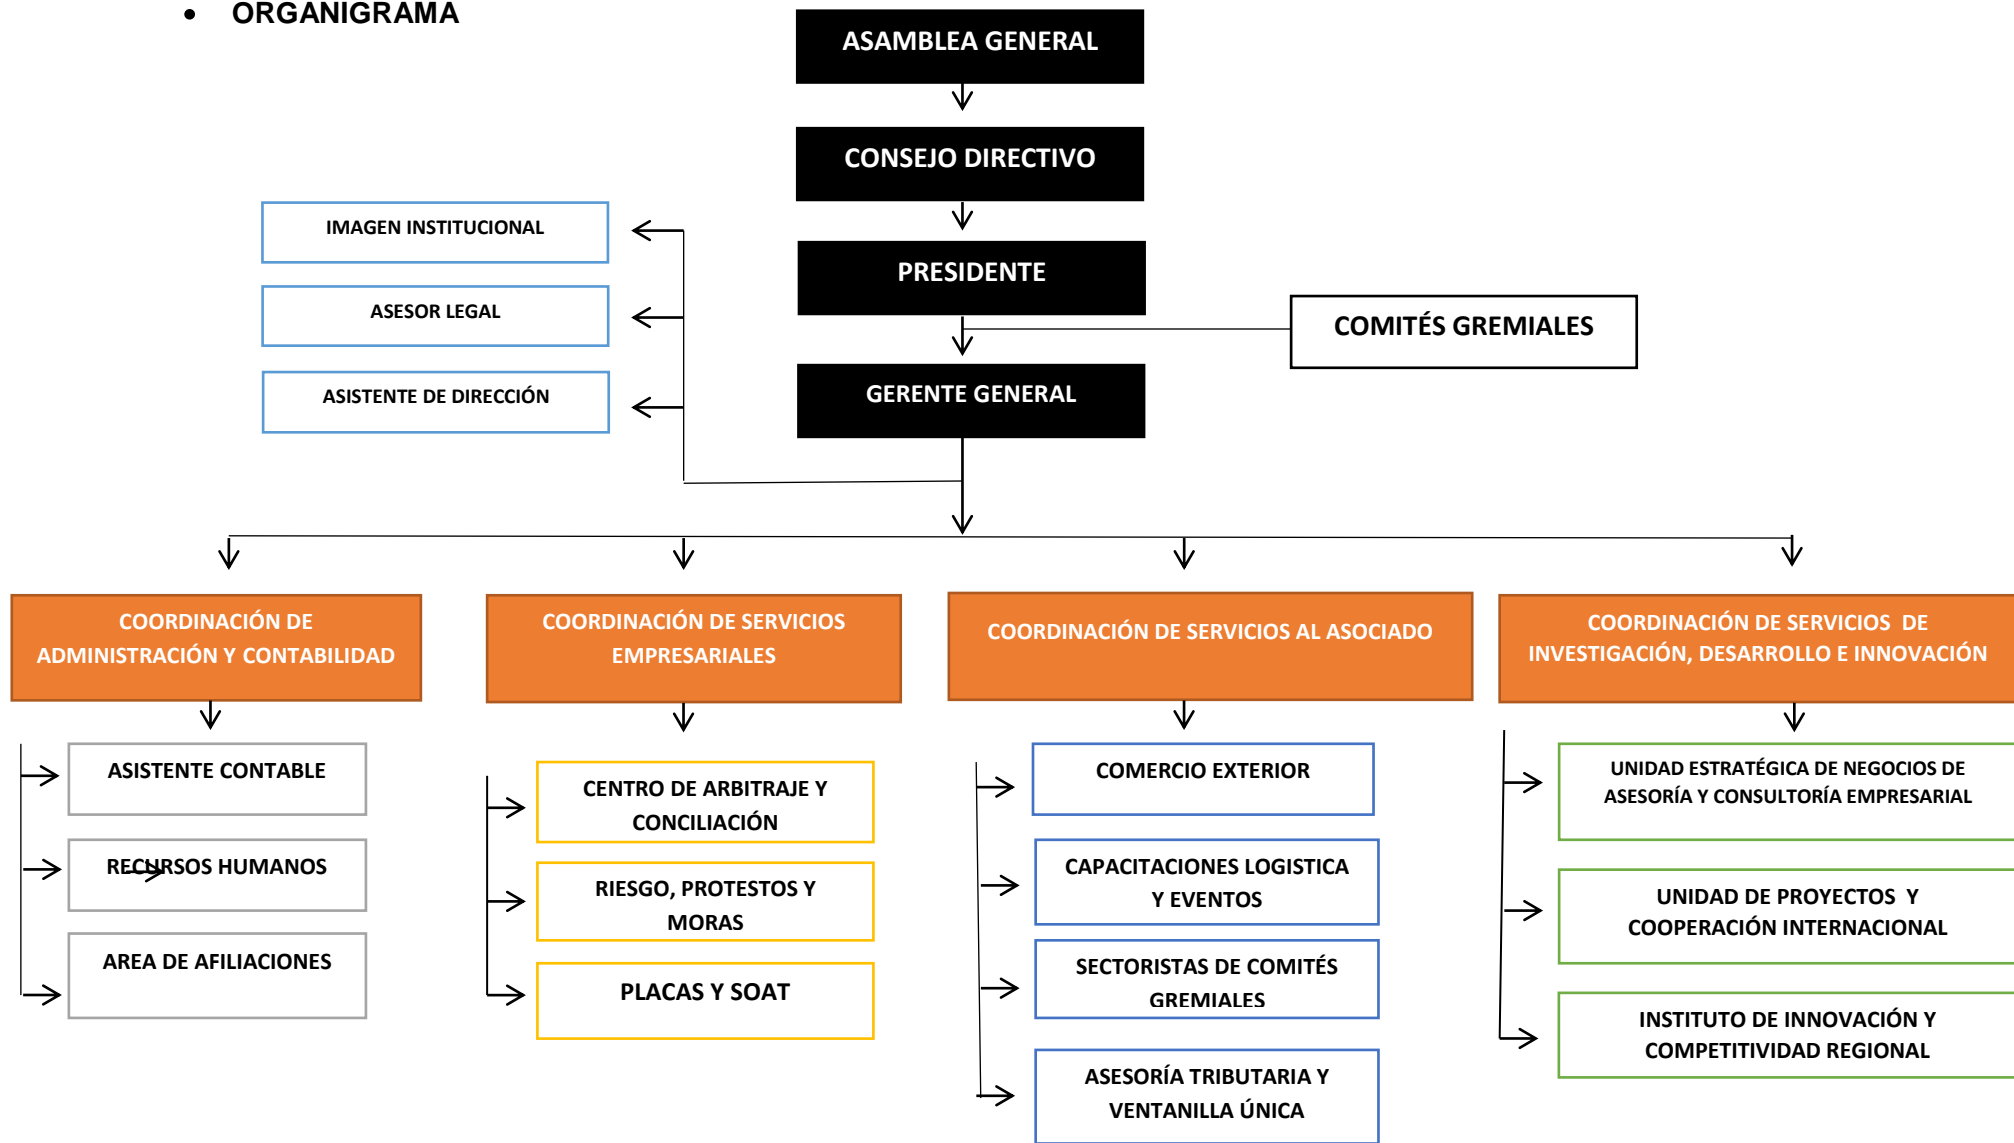 • ORGANIGRAMA
ASAMBLEA GENERAL
CONSEJO DIRECTIVO
IMAGEN INSTITUCIONAL
PRESIDENTE
ASESOR LEGAL
COMITÉS GREMIALES
ASISTENTE DE DIRECCIÓN
GERENTE GENERAL
COORDINACIÓN DE
ADMINISTRACIÓN Y CONTABILIDAD
COORDINACIÓN DE SERVICIOS
EMPRESARIALES
COORDINACIÓN DE SERVICIOS AL ASOCIADO
COORDINACIÓN DE SERVICIOS DE
INVESTIGACIÓN, DESARROLLO E INNOVACIÓN
ASISTENTE CONTABLE
RECURSOS HUMANOS
AREA DE AFILIACIONES
CENTRO DE ARBITRAJE Y
CONCILIACIÓN
RIESGO, PROTESTOS Y
MORAS
PLACAS Y SOAT
COMERCIO EXTERIOR
CAPACITACIONES LOGISTICA
Y EVENTOS
SECTORISTAS DE COMITÉS
GREMIALES
ASESORÍA TRIBUTARIA Y
VENTANILLA ÚNICA
UNIDAD ESTRATÉGICA DE NEGOCIOS DE
ASESORÍA Y CONSULTORÍA EMPRESARIAL
UNIDAD DE PROYECTOS Y
COOPERACIÓN INTERNACIONAL
INSTITUTO DE INNOVACIÓN Y
COMPETITIVIDAD REGIONAL